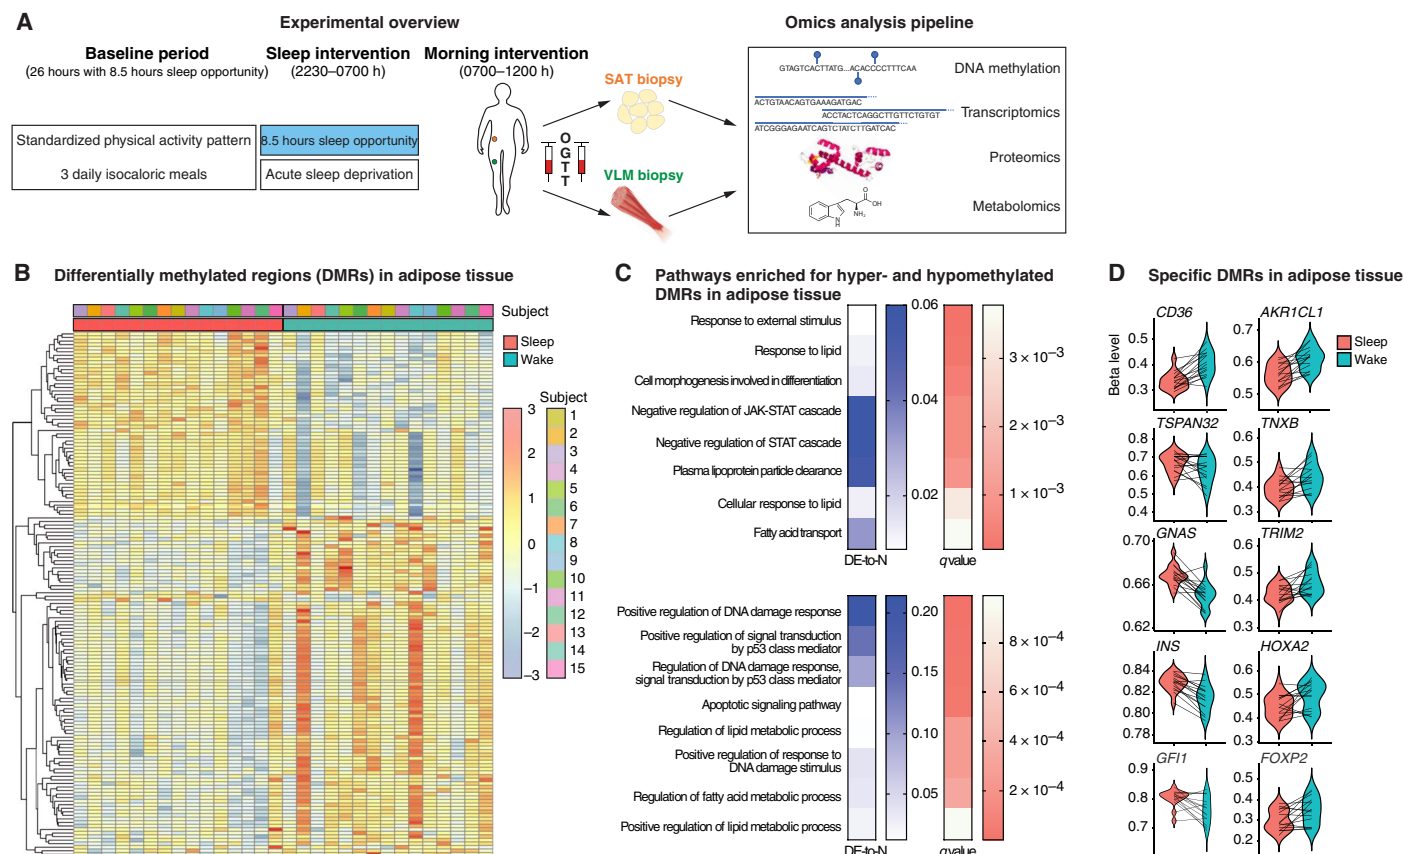 A
Experimental overview
Omics analysis pipeline
Baseline period
(26 hours with 8.5 hours sleep opportunity)
Sleep intervention
(2230–0700 h)
Morning intervention
(0700–1200 h)
Standardized physical activity pattern
3 daily isocaloric meals
8.5 hours sleep opportunity
Acute sleep deprivation
O
G
T
T
SAT biopsy
VLM biopsy
GTAGTCACTTATG...ACACCCCTTTCAA
DNA methylation
ACTGTAACAGTGAAAGATGAC
ACCTACTCAGGCTTGTTCTGTGT
ATCGGGAGAATCAGTCTATCTTGATCAC
Transcriptomics
Proteomics
O
OH
NH₂
N
H
Metabolomics
B
Differentially methylated regions (DMRs) in adipose tissue
Subject
Sleep
Wake
3
2
1
0
−1
−2
−3
Subject
1
2
3
4
5
6
7
8
9
10
11
12
13
14
15
C
Pathways enriched for hyper- and hypomethylated
DMRs in adipose tissue
Response to external stimulus
Response to lipid
Cell morphogenesis involved in differentiation
Negative regulation of JAK-STAT cascade
Negative regulation of STAT cascade
Plasma lipoprotein particle clearance
Cellular response to lipid
Fatty acid transport
0.06
0.04
0.02
3 × 10⁻³
2 × 10⁻³
1 × 10⁻³
DE-to-N
q value
Positive regulation of DNA damage response
Positive regulation of signal transduction
by p53 class mediator
Regulation of DNA damage response,
signal transduction by p53 class mediator
Apoptotic signaling pathway
Regulation of lipid metabolic process
Positive regulation of response to
DNA damage stimulus
Regulation of fatty acid metabolic process
Positive regulation of lipid metabolic process
0.20
0.15
0.10
0.05
8 × 10⁻⁴
6 × 10⁻⁴
4 × 10⁻⁴
2 × 10⁻⁴
DE-to-N
q value
D
Specific DMRs in adipose tissue
Beta level
CD36
0.5
0.4
0.3
AKR1CL1
0.7
0.6
0.5
Sleep
Wake
TSPAN32
0.8
0.7
0.6
0.5
0.4
TNXB
0.6
0.5
0.4
0.3
GNAS
0.70
0.66
0.62
TRIM2
0.6
0.5
0.4
0.3
INS
0.84
0.82
0.80
0.78
HOXA2
0.6
0.5
0.4
0.3
GFI1
0.9
0.8
0.7
FOXP2
0.5
0.4
0.3
0.2